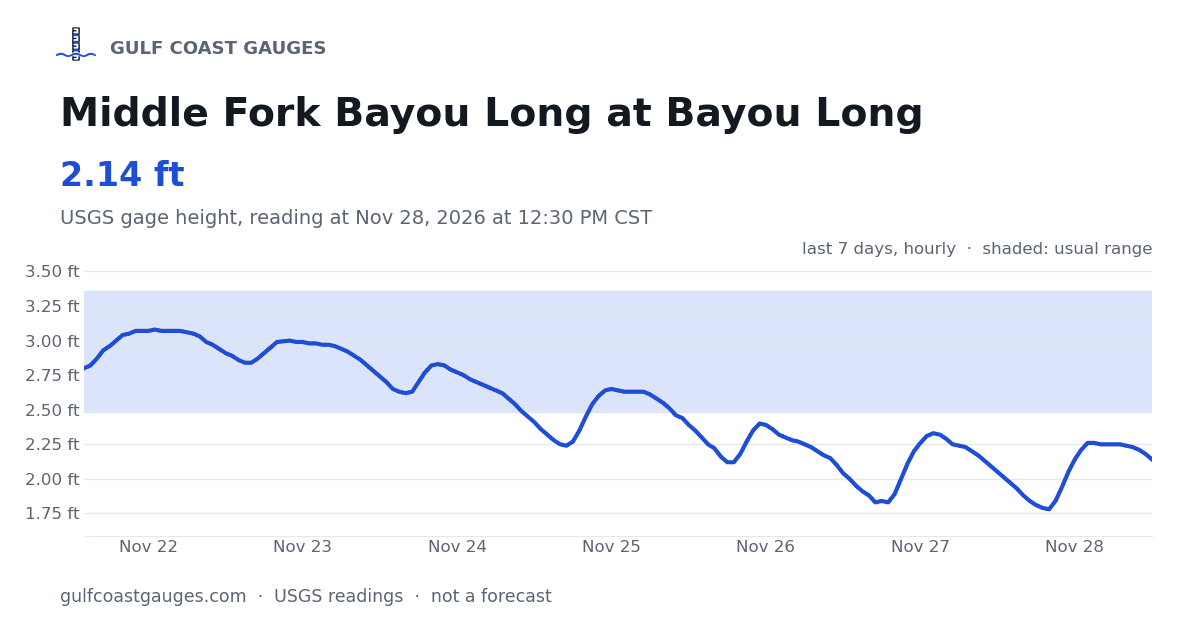 GULF COAST GAUGES
Middle Fork Bayou Long at Bayou Long
2.14 ft
USGS gage height, reading at Nov 28, 2026 at 12:30 PM CST
last 7 days, hourly · shaded: usual range
3.50 ft
3.25 ft
3.00 ft
2.75 ft
2.50 ft
2.25 ft
2.00 ft
1.75 ft
Nov 22 Nov 23 Nov 24 Nov 25 Nov 26 Nov 27 Nov 28
gulfcoastgauges.com · USGS readings · not a forecast